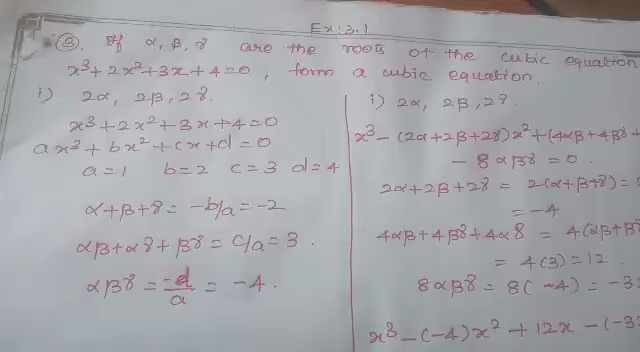 Ex:3.1
③. If α, β, γ are the roots of the cubic equation
x³+2x²+3x+4=0, form a cubic equation.
i) 2α, 2β, 2γ.
x³+2x²+3x+4=0
ax³+bx²+cx+d=0
a=1 b=2 c=3 d=4
α+β+γ = -b/a = -2
αβ+αγ+βγ = c/a = 3.
αβγ = -d/a = -4.
i) 2α, 2β, 2γ.
x³-(2α+2β+2γ)x²+(4αβ+4βγ+
- 8αβγ=0.
2α+2β+2γ = 2(α+β+γ)=
= -4
4αβ+4βγ+4αγ = 4(αβ+β
= 4(3)=12.
8αβγ = 8(-4) = -3
x³-(-4)x²+12x-(-3